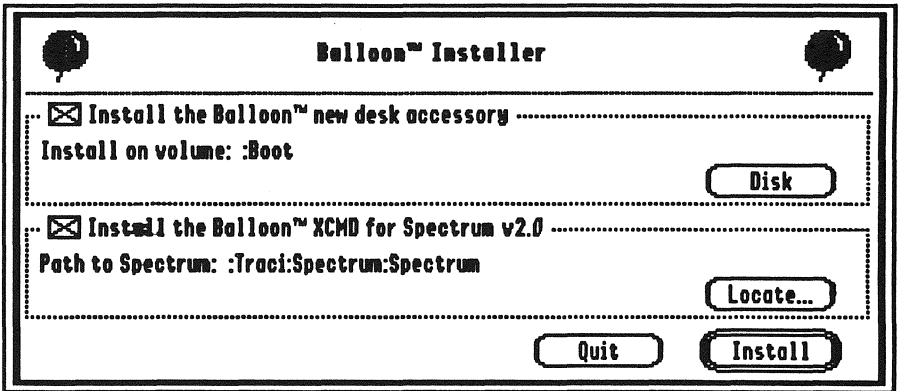 Balloon™ Installer
Install the Balloon™ new desk accessory
Install on volume: :Boot
Disk
Install the Balloon™ XCMD for Spectrum v2.0
Path to Spectrum: :Traci:Spectrum:Spectrum
Locate...
Quit Install